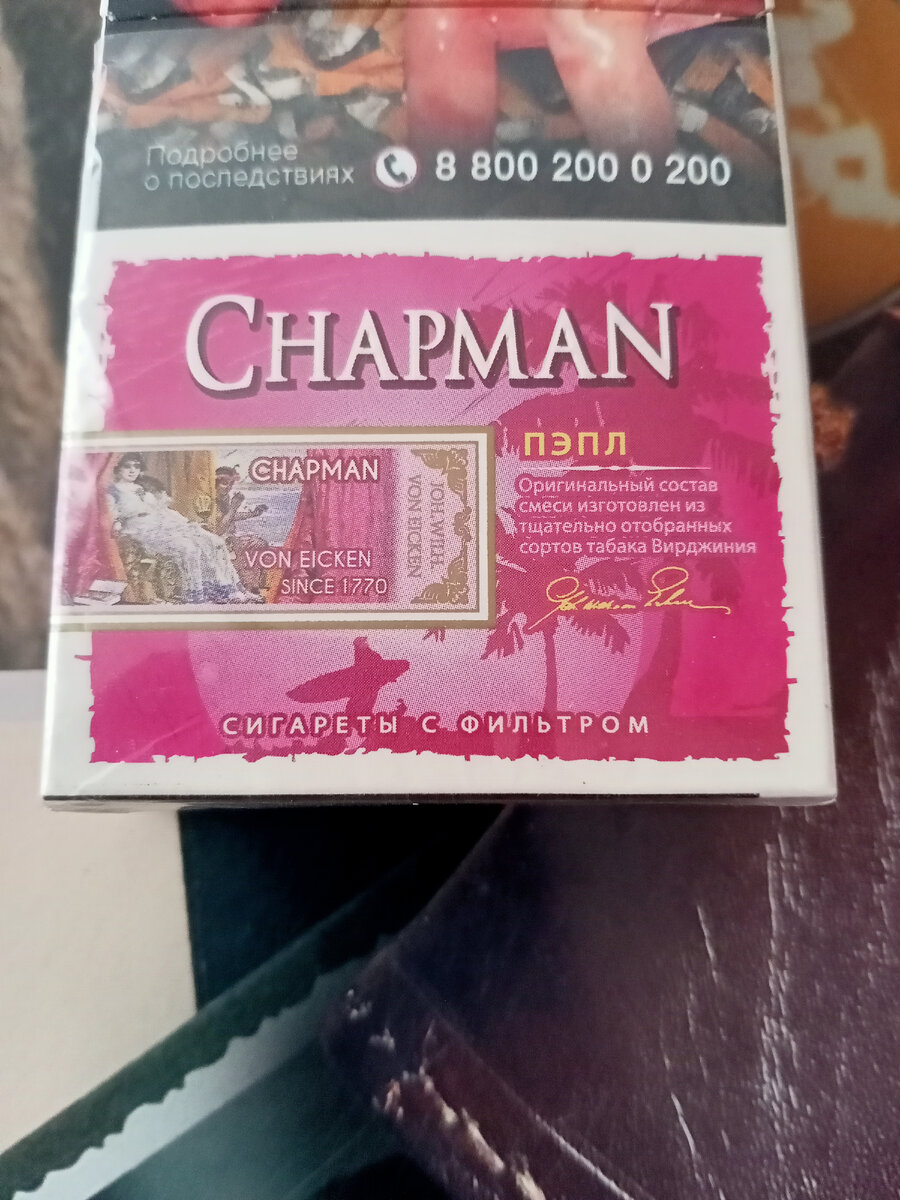 Подробнее
о последствиях
8 800 200 0 200
CHAPMAN
ПЭПЛ
Оригинальный состав
смеси изготовлен из
тщательно отобранных
сортов табака Вирджиния
CHAPMAN
VON EICKEN
SINCE 1770
JOH.WILH.
VON EICKEN
СИГАРЕТЫ С ФИЛЬТРОМ